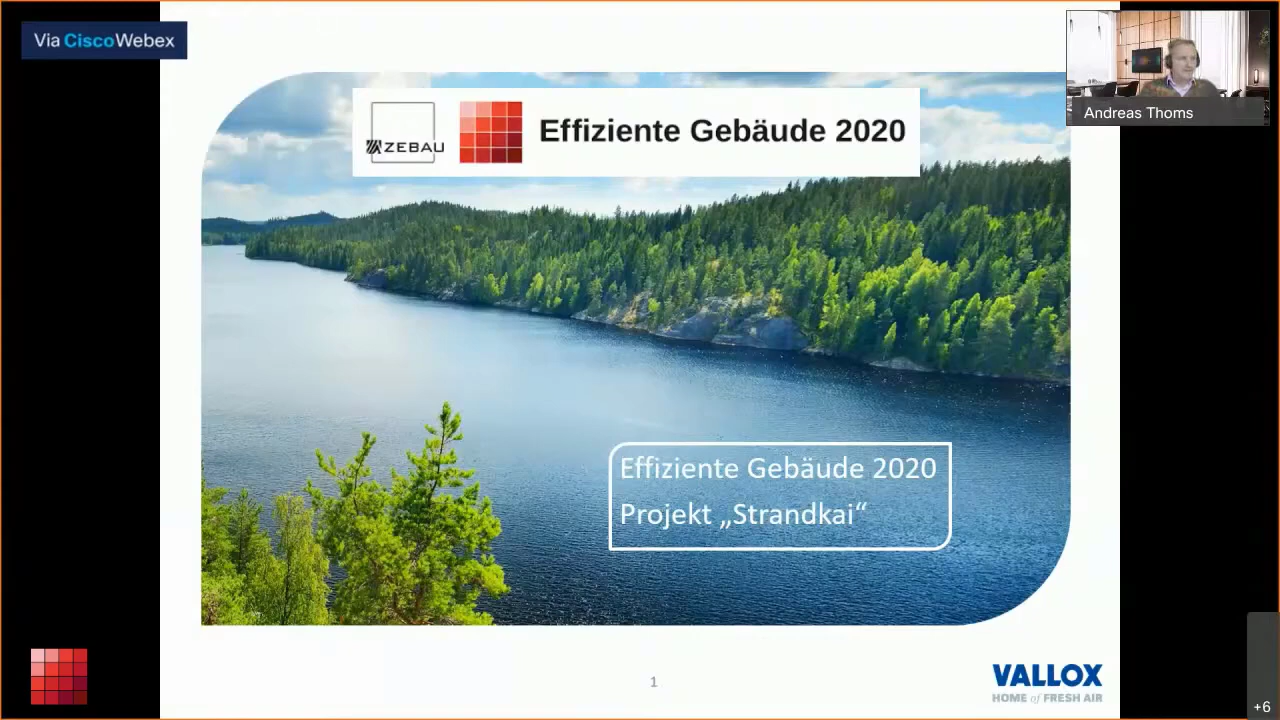 Via CiscoWebex
Andreas Thoms
ZEBAU
Effiziente Gebäude 2020
Effiziente Gebäude 2020
Projekt „Strandkai“
1
VALLOX
HOME of FRESH AIR
+6